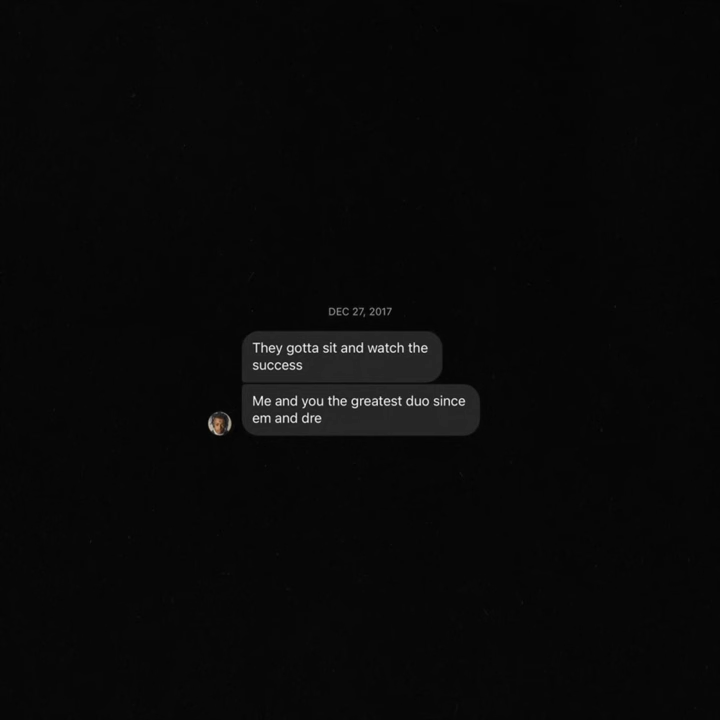 DEC 27, 2017
They gotta sit and watch the
success
Me and you the greatest duo since
em and dre